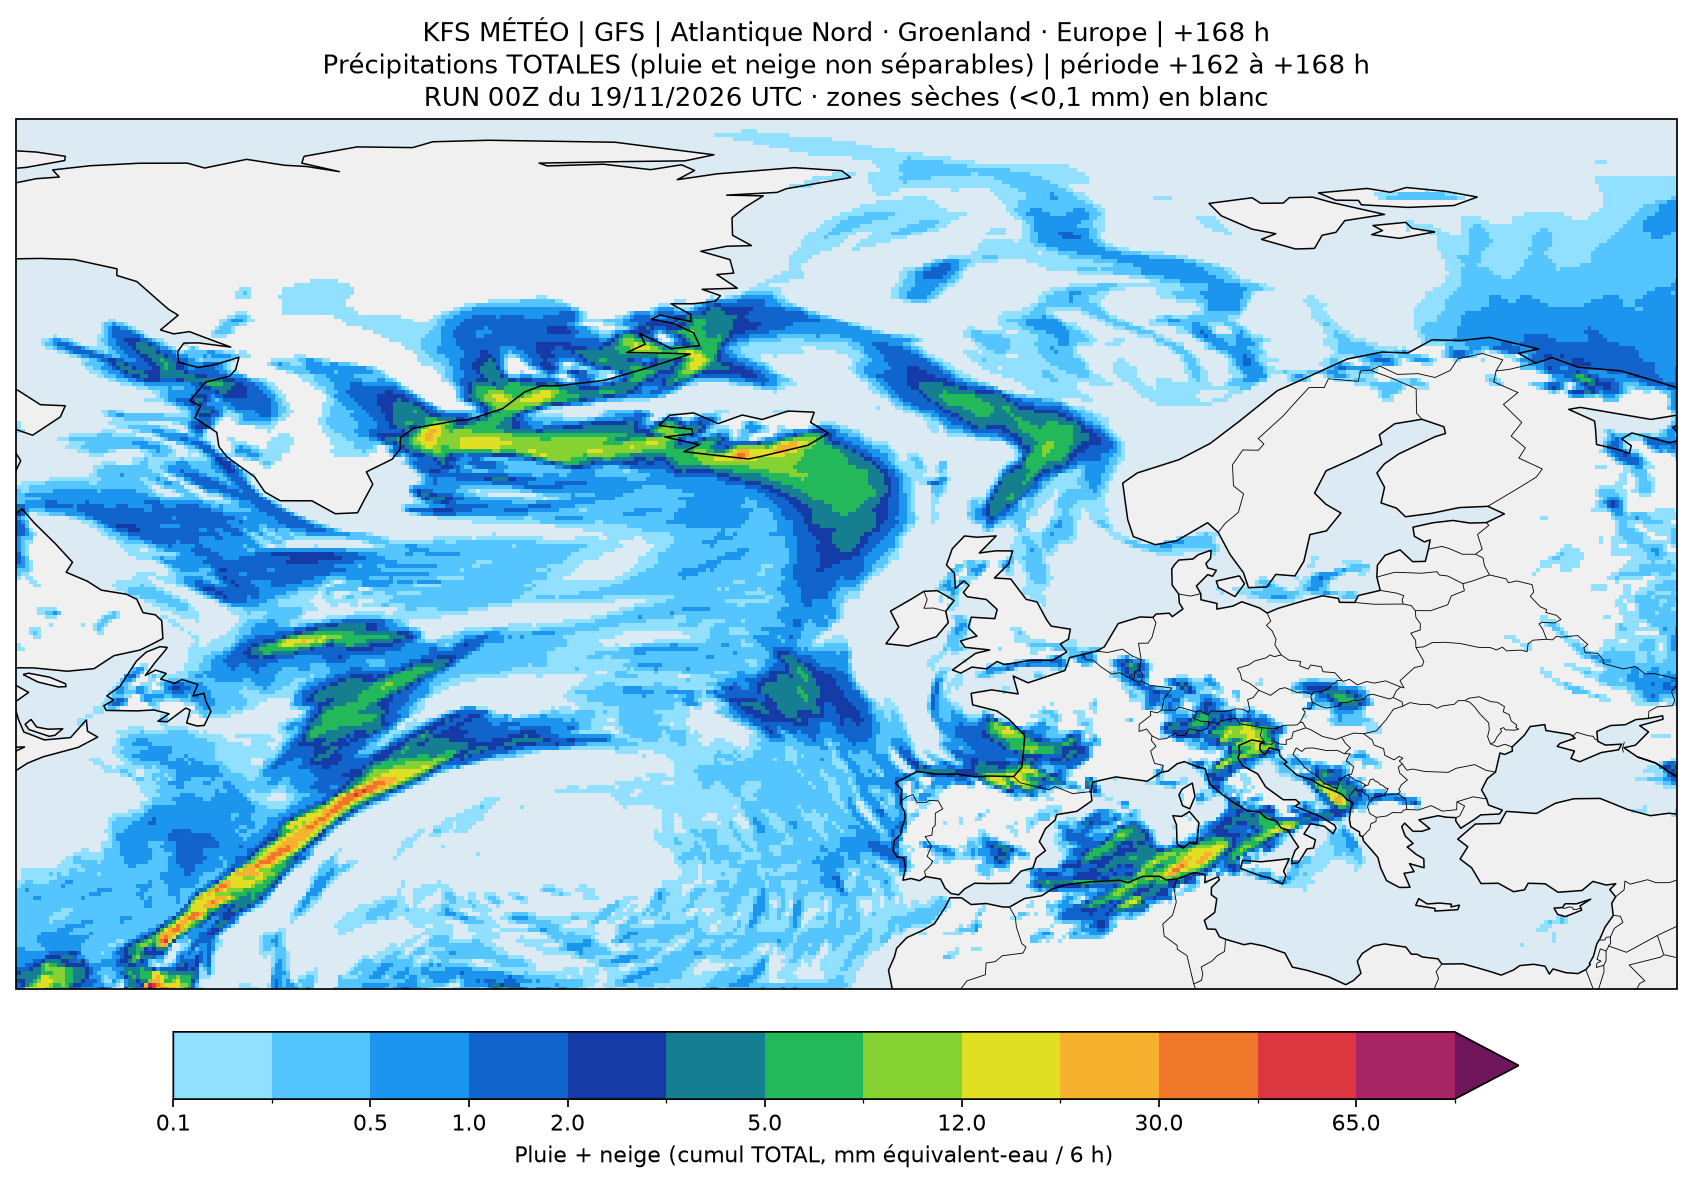 KFS MÉTÉO | GFS | Atlantique Nord · Groenland · Europe | +168 h
Précipitations TOTALES (pluie et neige non séparables) | période +162 à +168 h
RUN 00Z du 19/11/2026 UTC · zones sèches (<0,1 mm) en blanc
0.1 0.5 1.0 2.0 5.0 12.0 30.0 65.0
Pluie + neige (cumul TOTAL, mm équivalent-eau / 6 h)